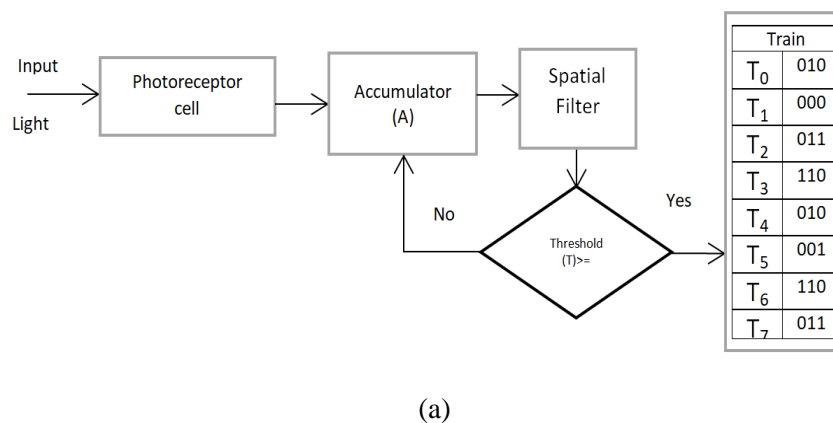 Input
Light
Photoreceptor
cell
Accumulator
(A)
Spatial
Filter
No
Yes
Threshold
(T)>=
Train
T0 010
T1 000
T2 011
T3 110
T4 010
T5 001
T6 110
T7 011
(a)